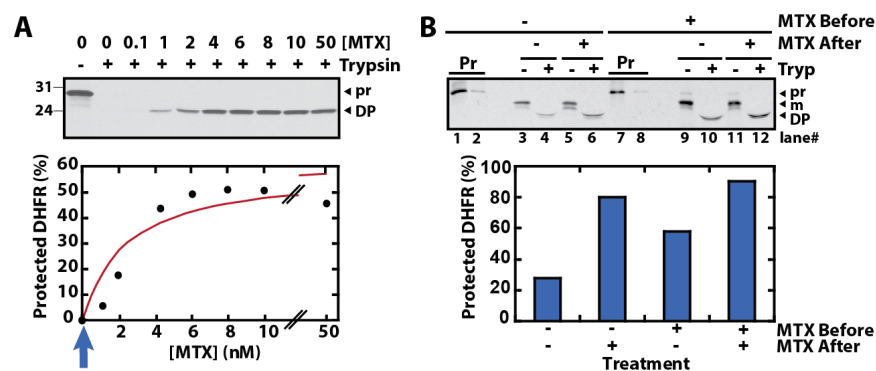 A
0 0 0.1 1 2 4 6 8 10 50 [MTX]
- + + + + + + + + + Trypsin
31
pr
24
DP
Protected DHFR (%)
60
50
40
30
20
10
0
2 4 6 8 10 50
[MTX] (nM)
B
- + MTX Before
- + - + MTX After
Pr - + - + Pr - + - + Tryp
pr
m
DP
1 2 3 4 5 6 7 8 9 10 11 12 lane#
Protected DHFR (%)
100
80
60
40
20
0
- - + + MTX Before
- + - + MTX After
Treatment